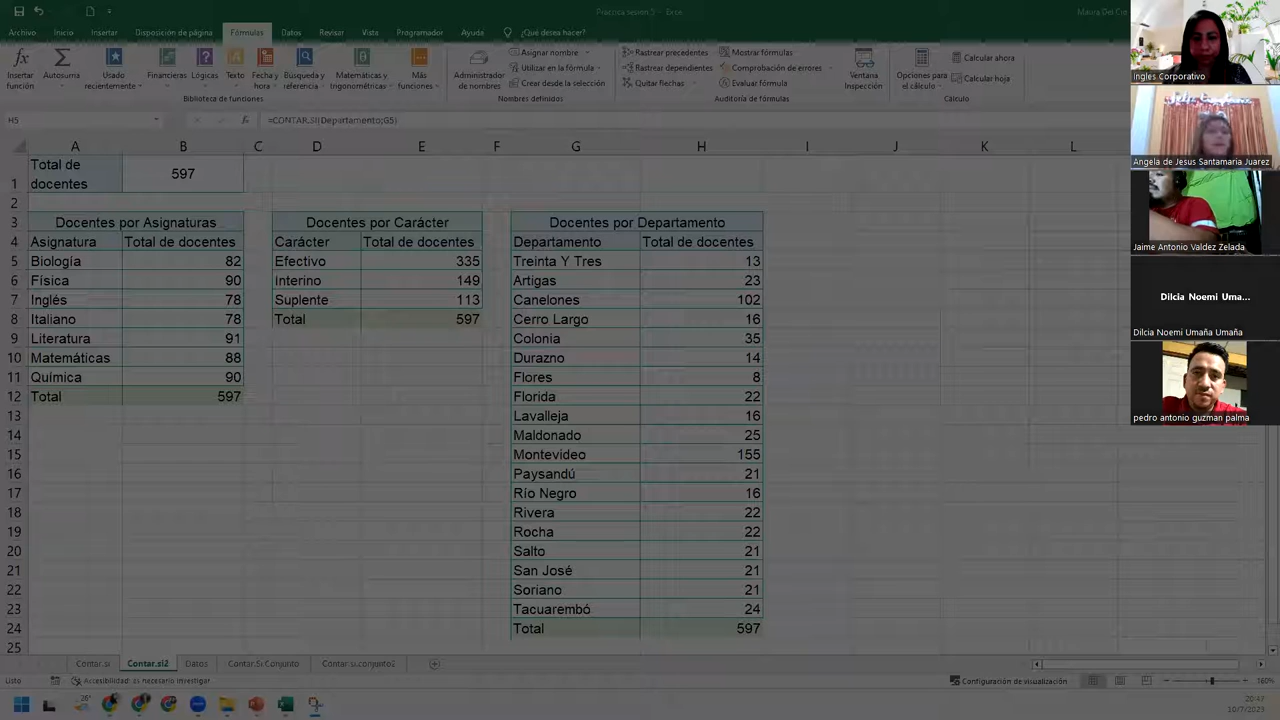 Práctica sesión 5 - Excel
Maura Del Cid
Archivo Inicio Insertar Disposición de página Fórmulas Datos Revisar Vista Programador Ayuda ¿Qué desea hacer?
Insertar función
Autosuma
Usado recientemente
Financieras
Lógicas
Texto
Fecha y hora
Búsqueda y referencia
Matemáticas y trigonométricas
Más funciones
Biblioteca de funciones
Administrador de nombres
Asignar nombre
Utilizar en la fórmula
Crear desde la selección
Nombres definidos
Rastrear precedentes
Rastrear dependientes
Quitar flechas
Mostrar fórmulas
Comprobación de errores
Evaluar fórmula
Auditoría de fórmulas
Ventana Inspección
Opciones para el cálculo
Calcular ahora
Calcular hoja
Cálculo
H5 fx =CONTAR.SI(Departamento;G5)
A B C D E F G H I J K L
1 Total de docentes 597
2
3 Docentes por Asignaturas Docentes por Carácter Docentes por Departamento
4 Asignatura Total de docentes Carácter Total de docentes Departamento Total de docentes
5 Biología 82 Efectivo 335 Treinta Y Tres 13
6 Física 90 Interino 149 Artigas 23
7 Inglés 78 Suplente 113 Canelones 102
8 Italiano 78 Total 597 Cerro Largo 16
9 Literatura 91 Colonia 35
10 Matemáticas 88 Durazno 14
11 Química 90 Flores 8
12 Total 597 Florida 22
13 Lavalleja 16
14 Maldonado 25
15 Montevideo 155
16 Paysandú 21
17 Río Negro 16
18 Rivera 22
19 Rocha 22
20 Salto 21
21 San José 21
22 Soriano 21
23 Tacuarembó 24
24 Total 597
25
Contar.si Contar.si2 Datos Contar.Si.Conjunto Contar.si.conjunto2
Listo Accesibilidad: es necesario investigar Configuración de visualización 160%
26°
20:47
10/7/2023
Ingles Corporativo
Angela de Jesus Santamaria Juarez
Jaime Antonio Valdez Zelada
Dilcia Noemi Uma...
Dilcia Noemi Umaña Umaña
pedro antonio guzman palma